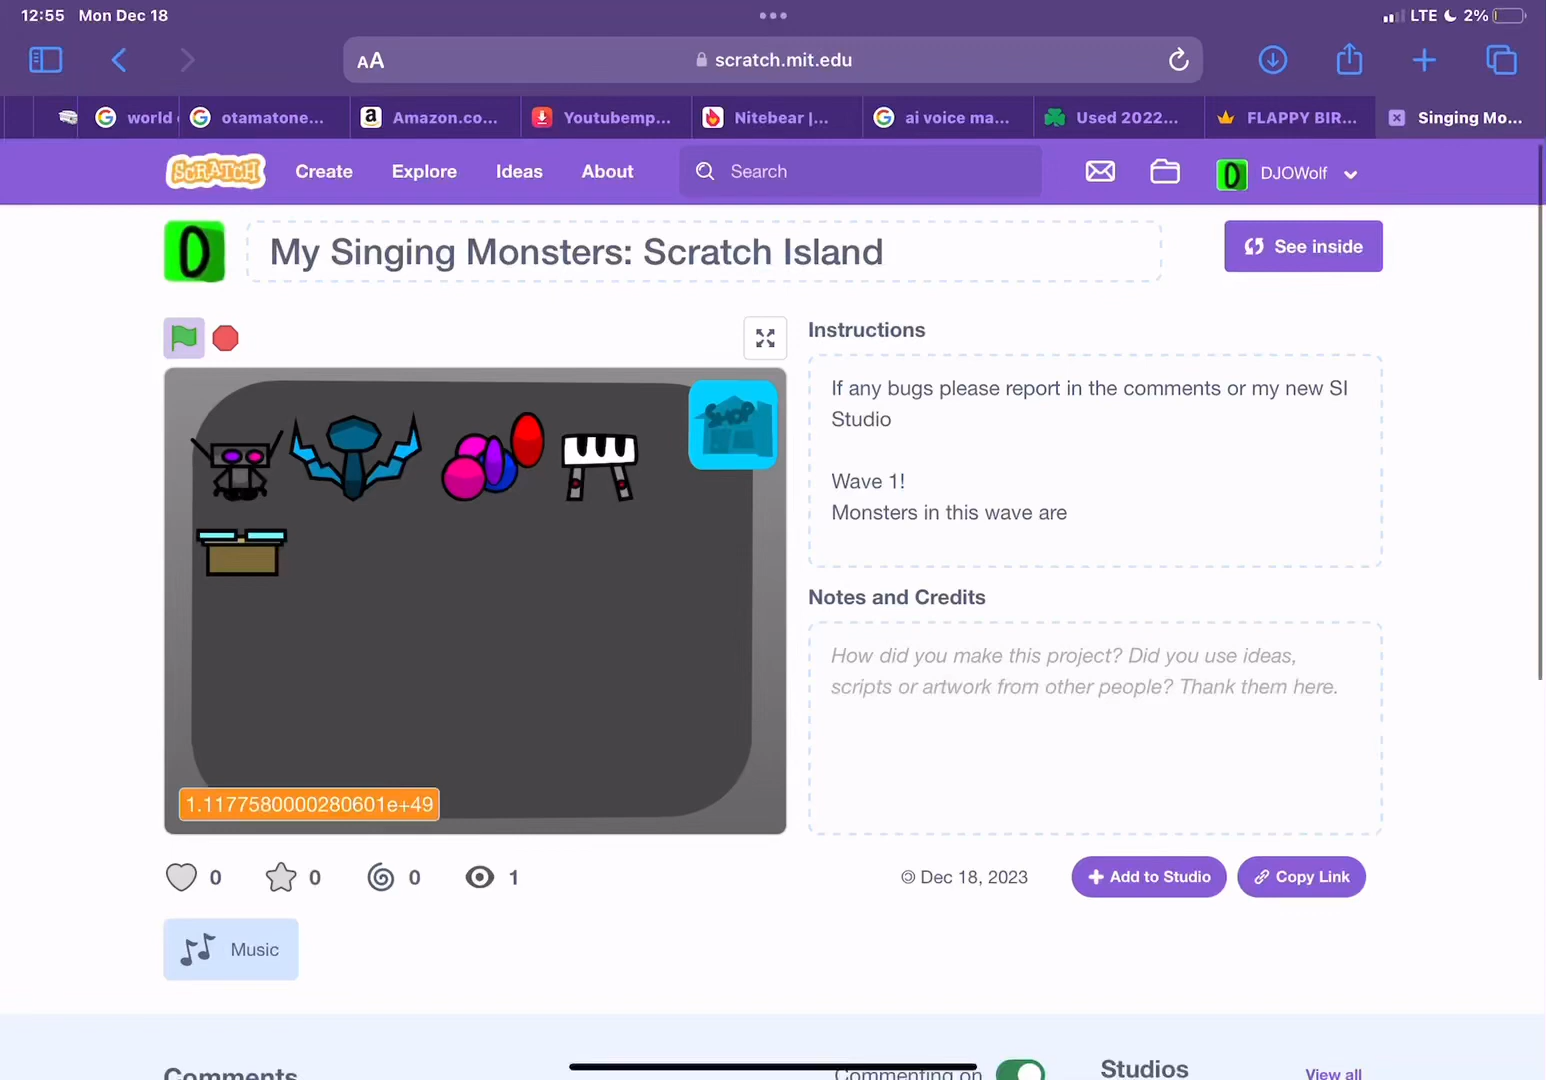 12:55 Mon Dec 18
LTE 2%
AA scratch.mit.edu
world otamatone... Amazon.co... Youtubemp... Nitebear |... ai voice ma... Used 2022... FLAPPY BIR... Singing Mo...
SCRATCH Create Explore Ideas About Search DJOWolf
My Singing Monsters: Scratch Island
See inside
Instructions
If any bugs please report in the comments or my new SI
Studio
Wave 1!
Monsters in this wave are
SHOP
Notes and Credits
How did you make this project? Did you use ideas,
scripts or artwork from other people? Thank them here.
1.1177580000280601e+49
0 0 0 1
Dec 18, 2023
Add to Studio
Copy Link
Music
Comments
Commenting on
Studios
View all